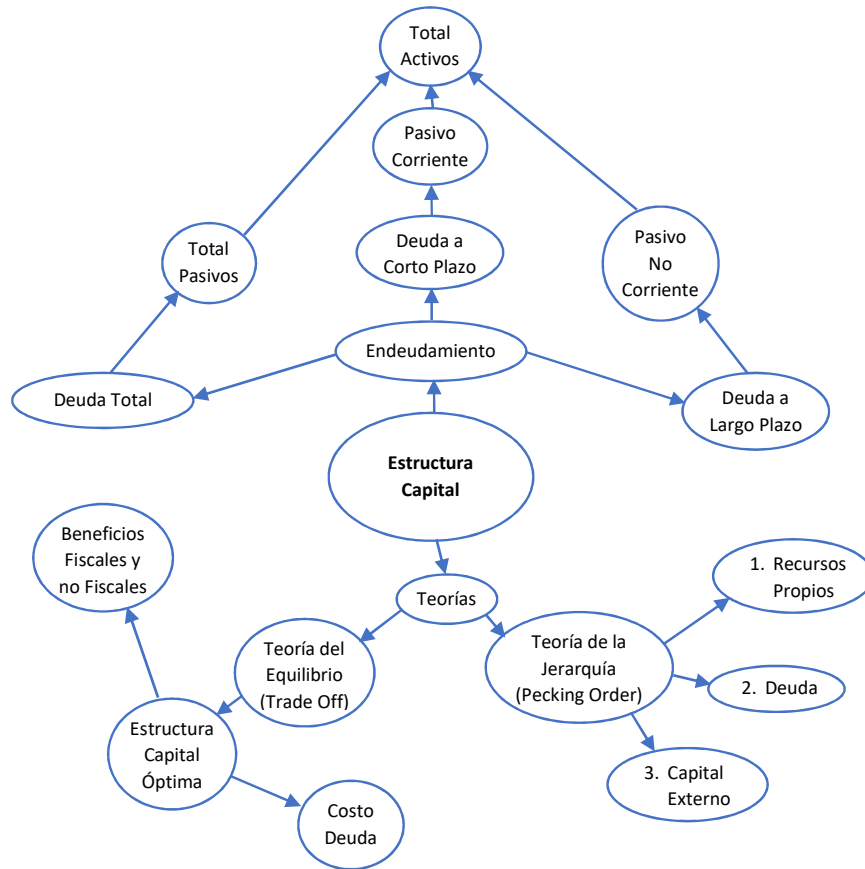 Total
Activos
Pasivo
Corriente
Total
Pasivos
Deuda a
Corto Plazo
Pasivo
No
Corriente
Endeudamiento
Deuda Total
Deuda a
Largo Plazo
Estructura
Capital
Beneficios
Fiscales y
no Fiscales
Teorías
1. Recursos
Propios
Teoría del
Equilibrio
(Trade Off)
Teoría de la
Jerarquía
(Pecking Order)
2. Deuda
Estructura
Capital
Óptima
3. Capital
Externo
Costo
Deuda